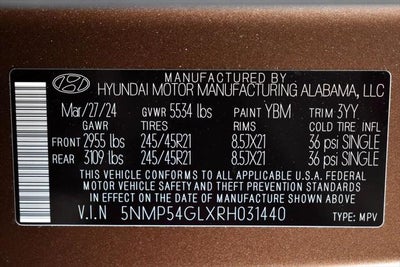 MANUFACTURED BY
HYUNDAI MOTOR MANUFACTURING ALABAMA, LLC
Mar/27/24 GVWR 5534 lbs PAINT YBM TRIM 3YY
GAWR TIRES RIMS COLD TIRE INFL
FRONT 2955 lbs 245/45R21 8.5JX21 36 psi SINGLE
REAR 3109 lbs 245/45R21 8.5JX21 36 psi SINGLE
THIS VEHICLE CONFORMS TO ALL APPLICABLE U.S. FEDERAL
MOTOR VEHICLE SAFETY AND THEFT PREVENTION STANDARDS
IN EFFECT ON THE DATE OF MANUFACTURE
SHOWN ABOVE.
V.I.N 5NMP54GLXRH031440 TYPE: MPV